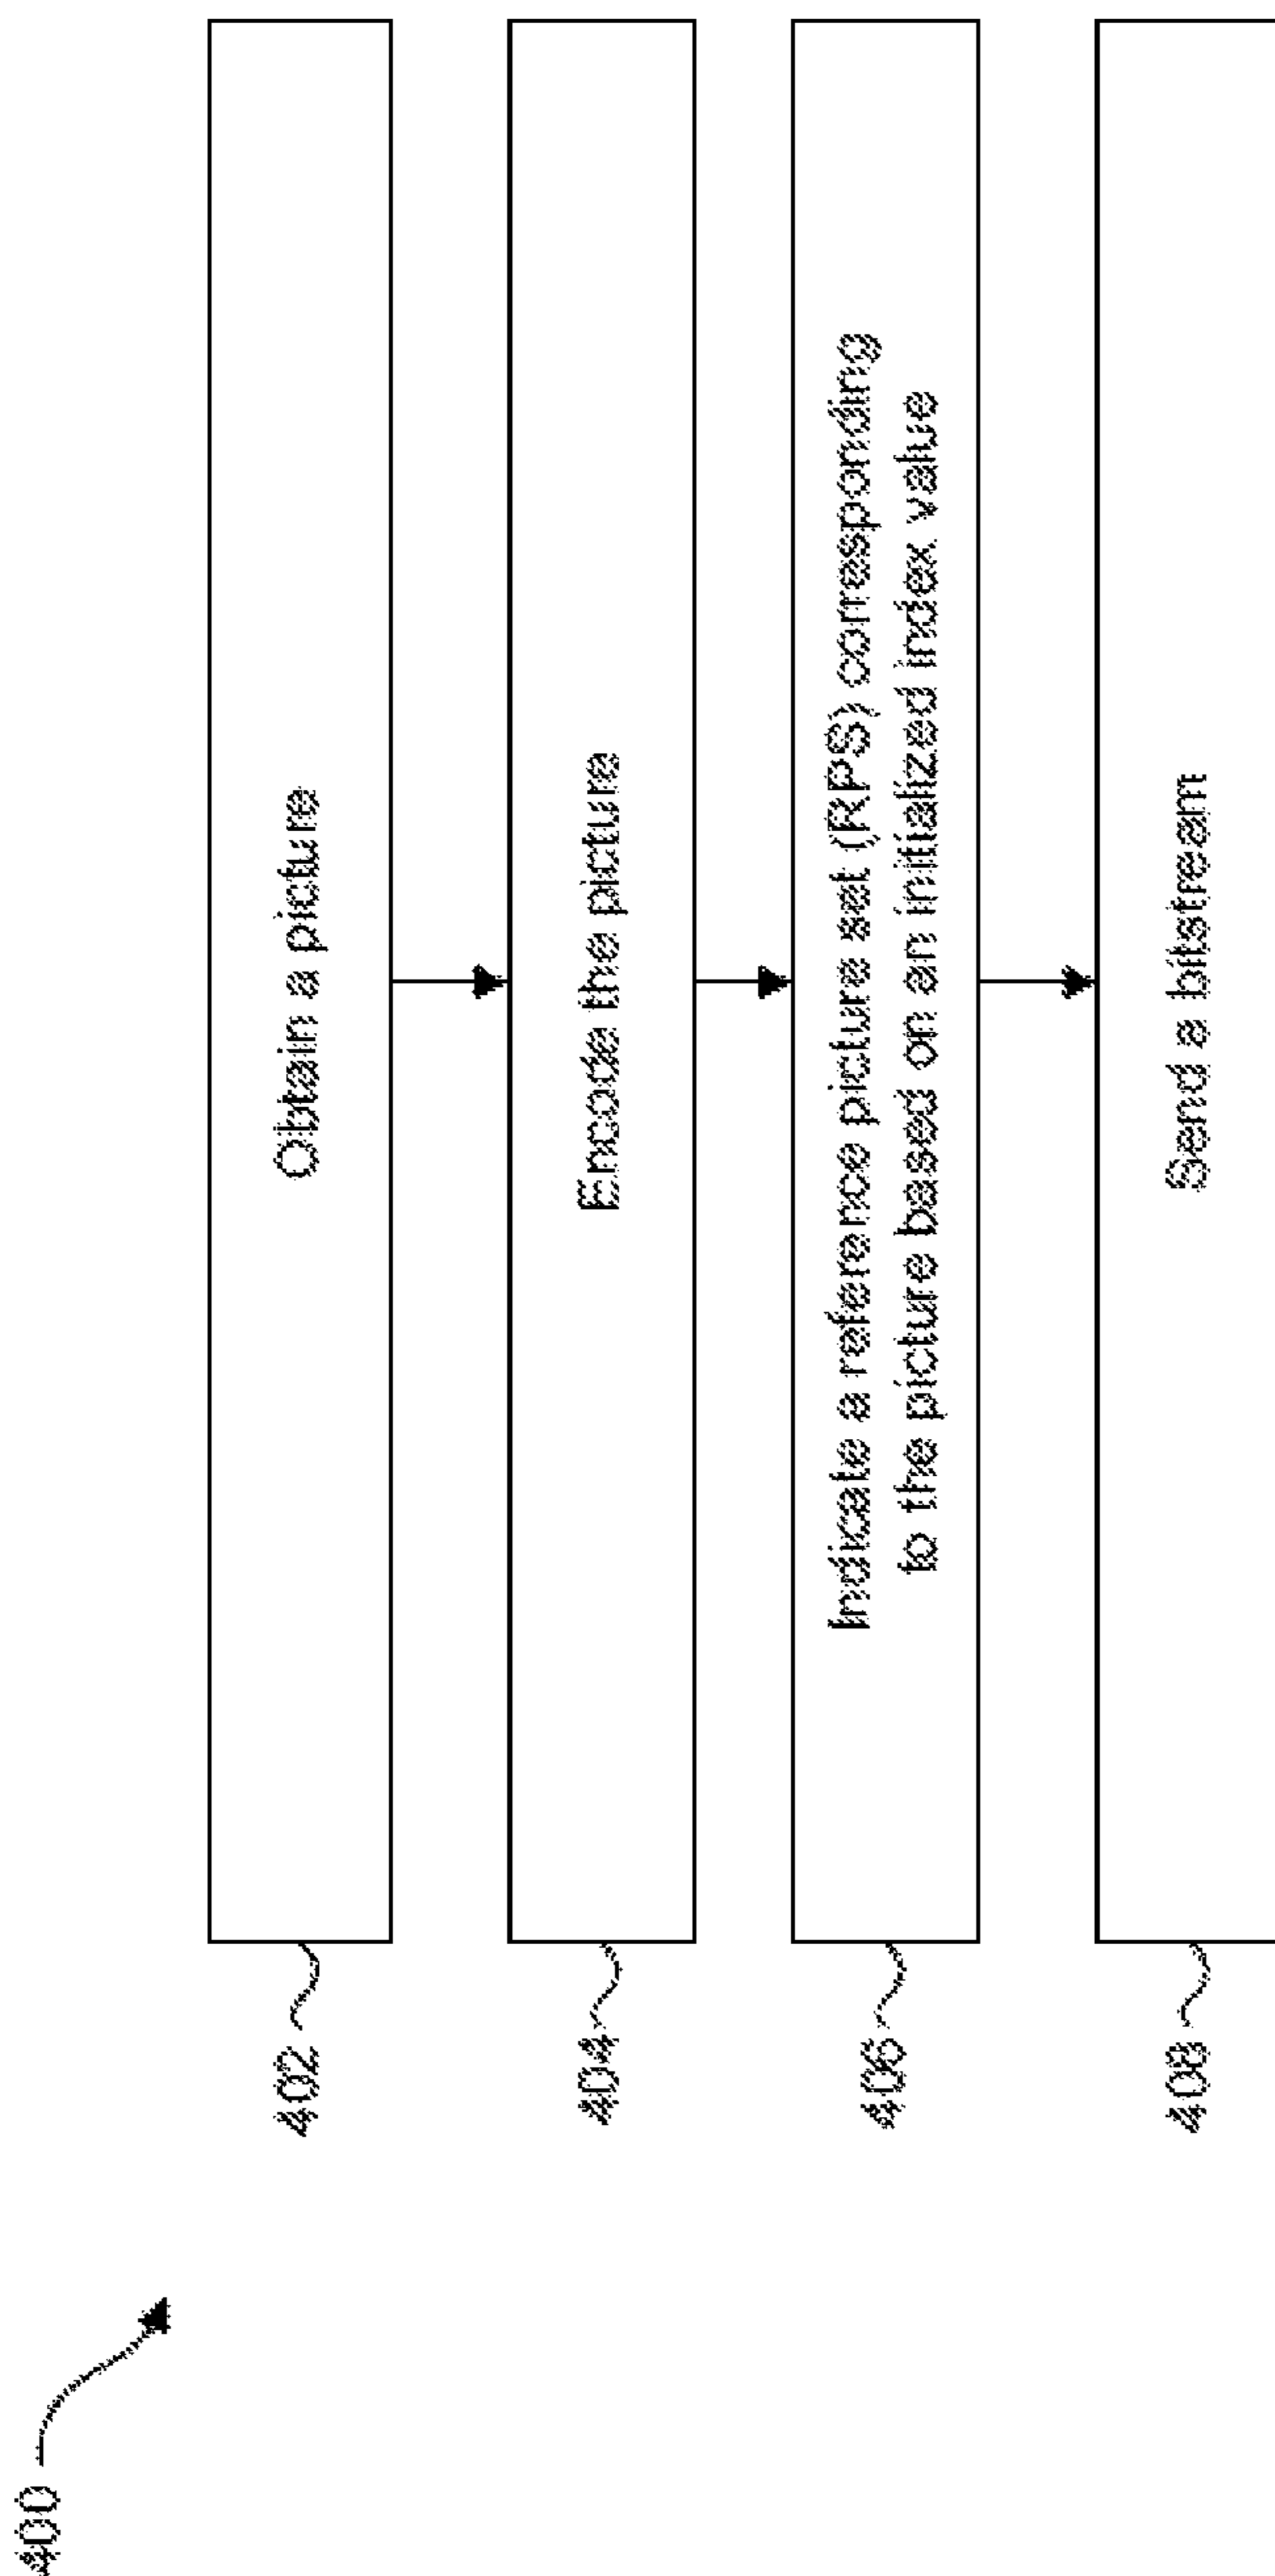 400
402
Obtain a picture
404
Encode the picture
406
Indicate a reference picture set (RPS) corresponding
to the picture based on an initialized index value
408
Send a bitstream